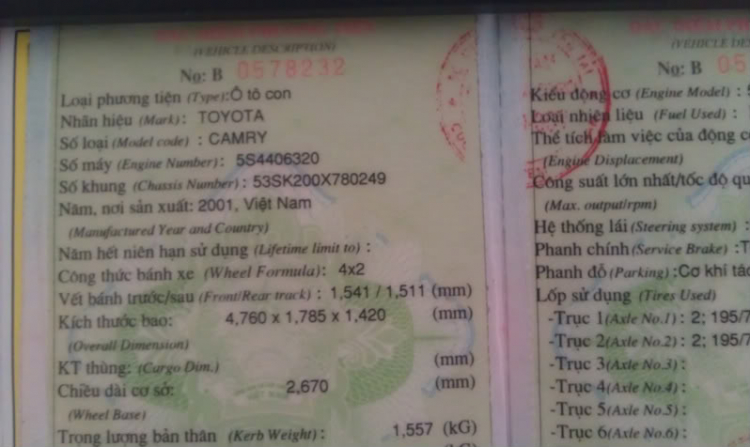 (VEHICLE DESCRIPTION)
No: B 0578232
Loại phương tiện (Type): Ô tô con
Nhãn hiệu (Mark): TOYOTA
Số loại (Model code) : CAMRY
Số máy (Engine Number): 5S4406320
Số khung (Chassis Number) : 53SK200X780249
Năm, nơi sản xuất: 2001, Việt Nam
(Manufactured Year and Country)
Năm hết niên hạn sử dụng (Lifetime limit to) :
Công thức bánh xe (Wheel Formula): 4x2
Vết bánh trước/sau (Front/Rear track) : 1,541 / 1,511 (mm)
Kích thước bao: 4,760 x 1,785 x 1,420 (mm)
(Overall Dimension)
KT thùng: (Cargo Dim.) (mm)
Chiều dài cơ sở: 2,670 (mm)
(Wheel Base)
Trọng lượng bản thân (Kerb Weight) : 1,557 (kG)
(VEHICLE DE
No: B 05
Kiểu động cơ (Engine Model) :
Loại nhiên liệu (Fuel Used) :
Thể tích làm việc của động c
(Engine Displacement)
Công suất lớn nhất/tốc độ qu
(Max. output/rpm)
Hệ thống lái (Steering system) :
Phanh chính (Service Brake) : T
Phanh đỗ (Parking) : Cơ khí tác
Lốp sử dụng (Tires Used)
-Trục 1 (Axle No.1) : 2; 195/7
-Trục 2 (Axle No.2) : 2; 195/7
-Trục 3 (Axle No.3) :
-Trục 4 (Axle No.4) :
-Trục 5 (Axle No.5) :
-Trục 6 (Axle No.6) :